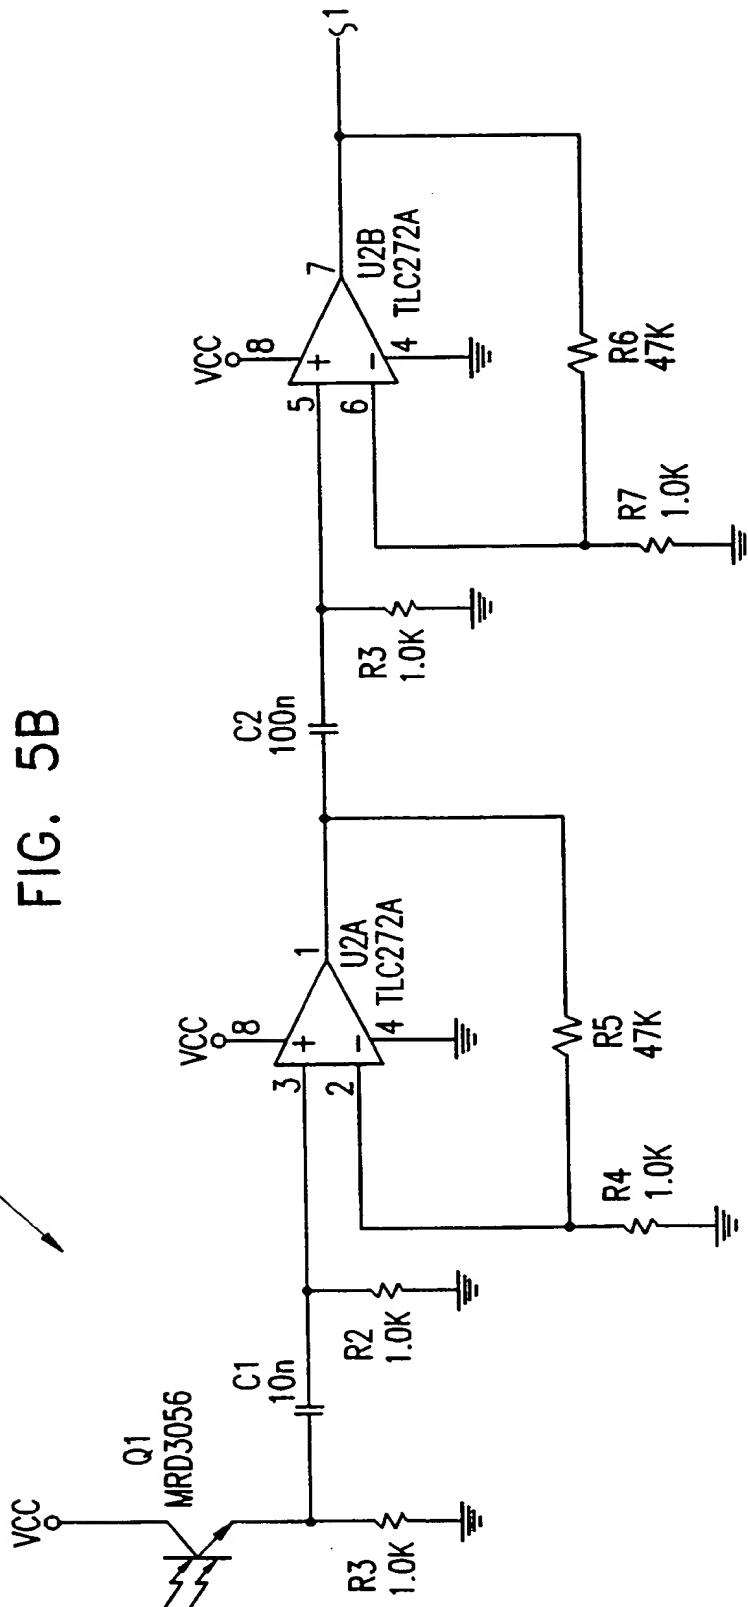 FIG. 5B
VCC
Q1
MRD3056
R3
1.0K
C1
10n
R2
1.0K
VCC
8
3
+
2
−
1
U2A
TLC272A
4
R4
1.0K
R5
47K
C2
100n
R3
1.0K
VCC
8
5
+
6
−
7
U2B
TLC272A
4
R7
1.0K
R6
47K